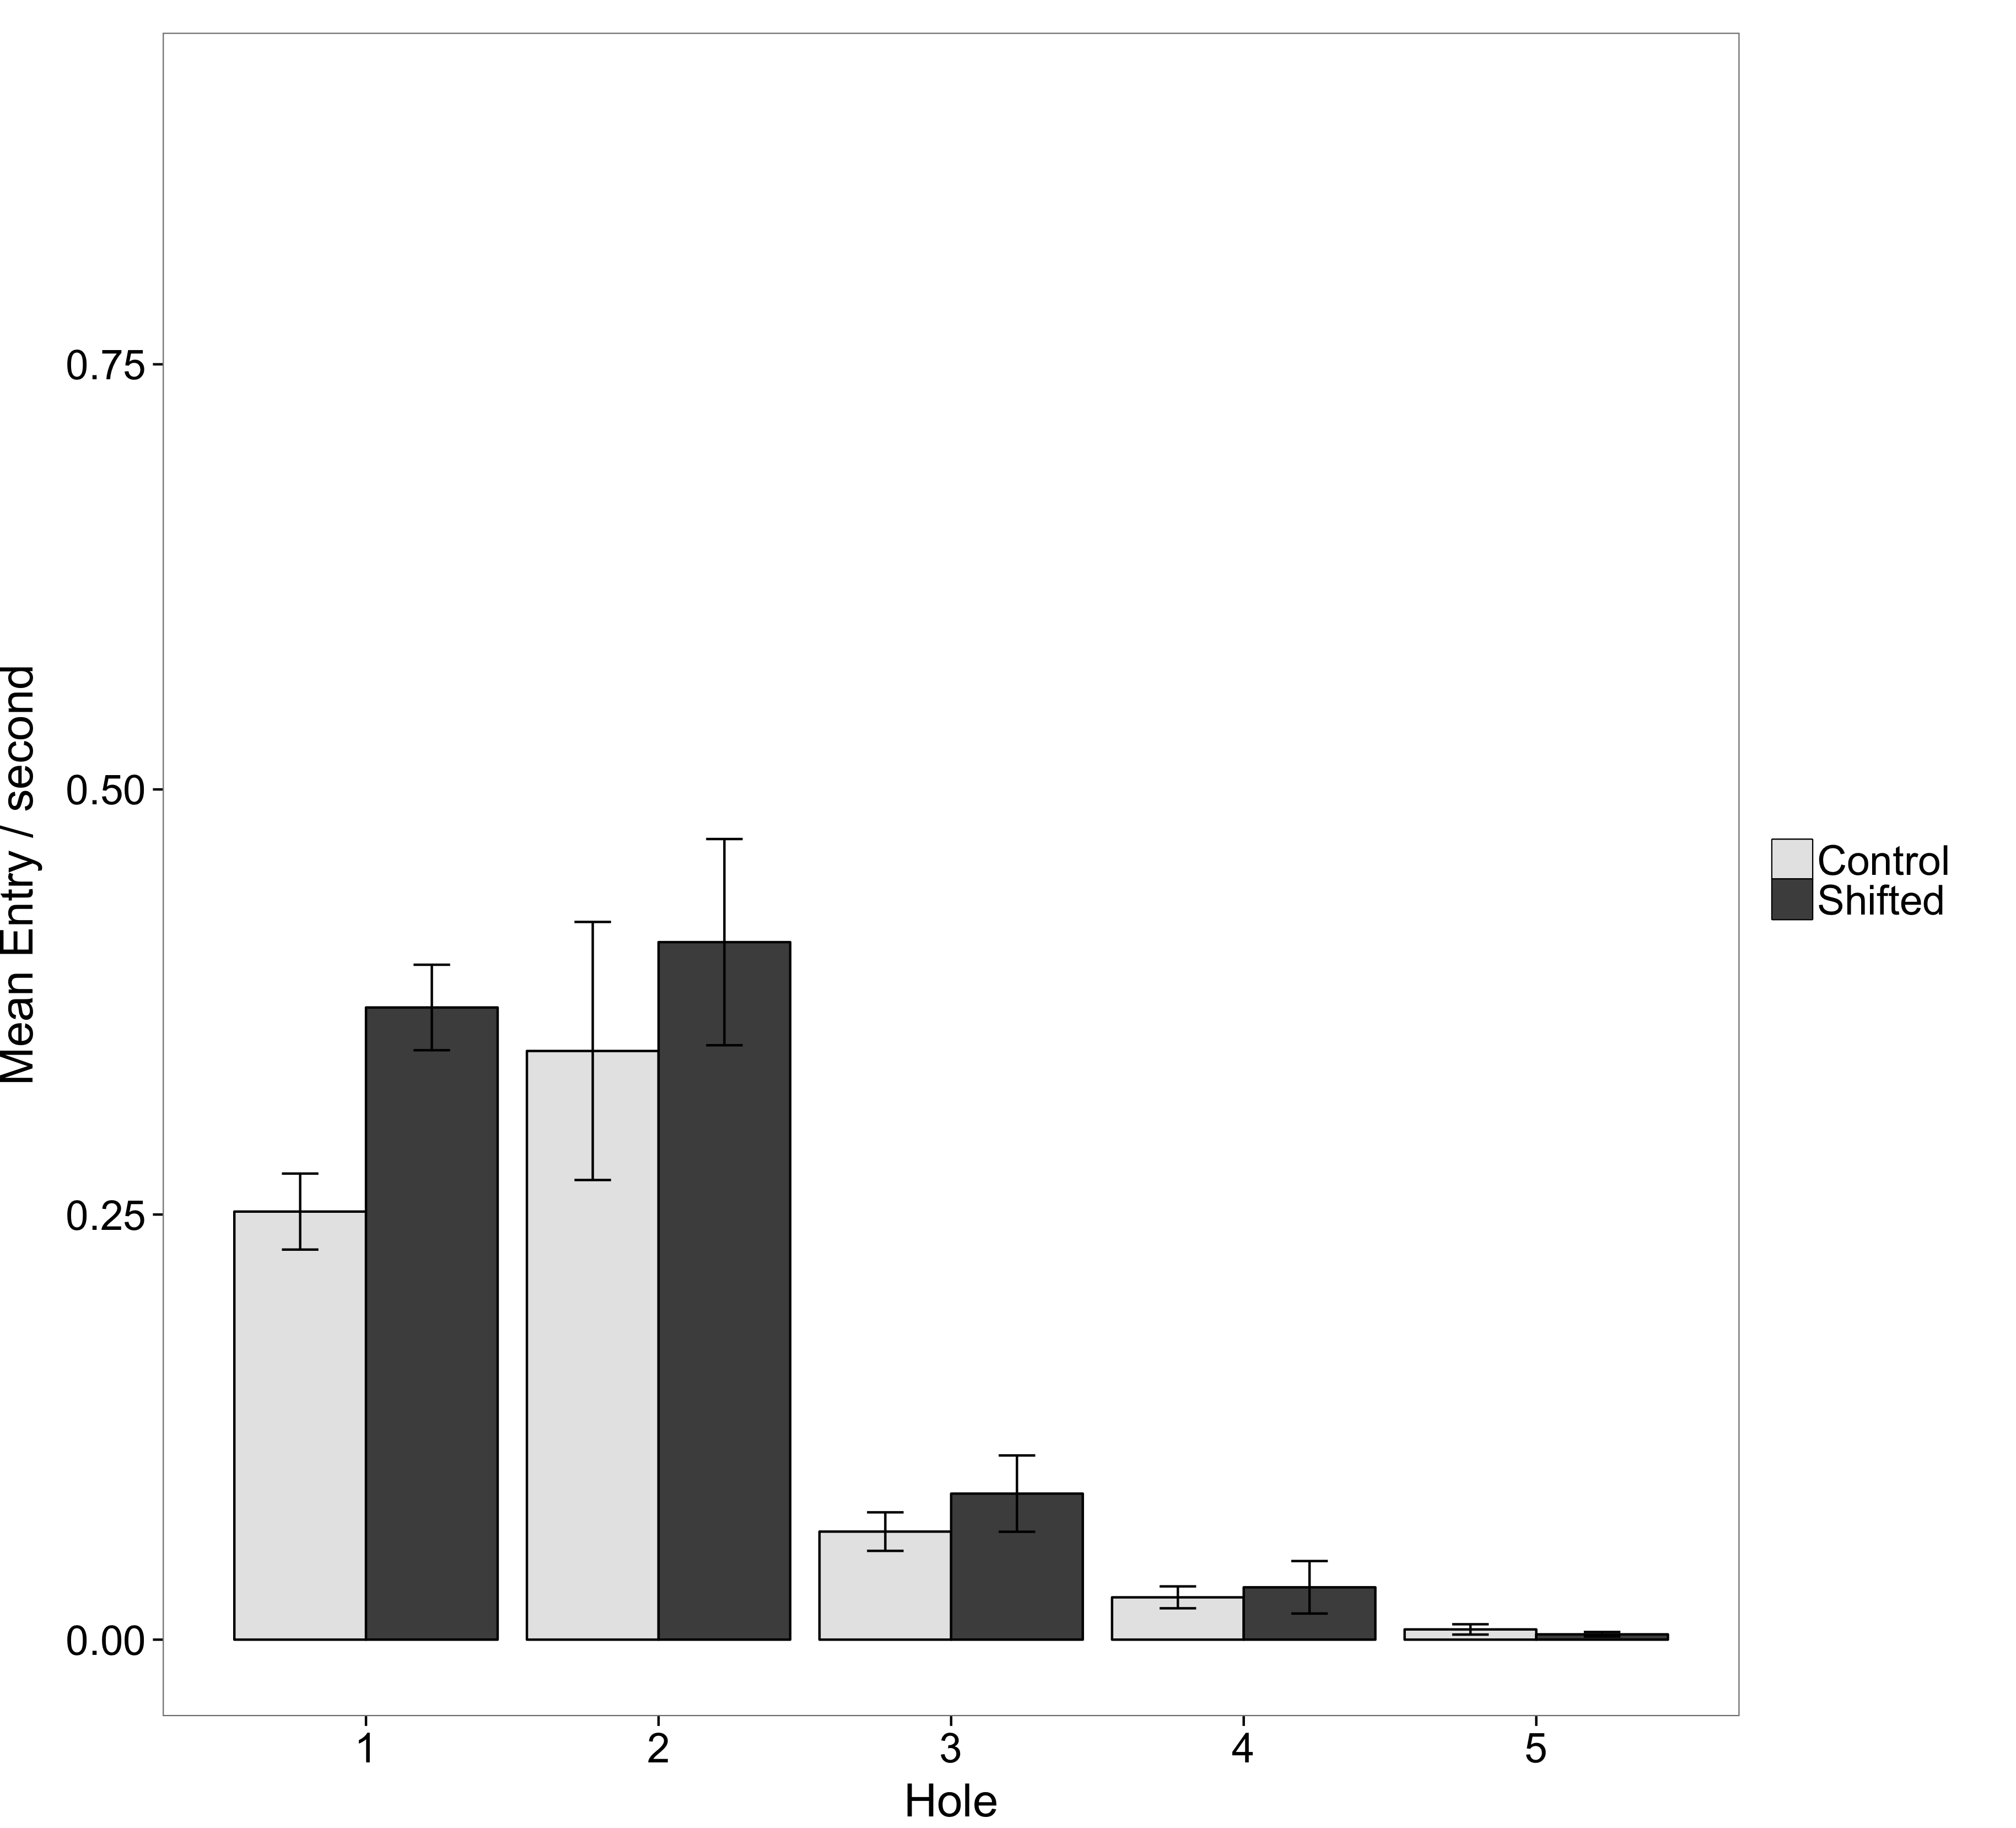 Mean Entry / second
0.75
0.50
0.25
0.00
1 2 3 4 5
Hole
Control
Shifted